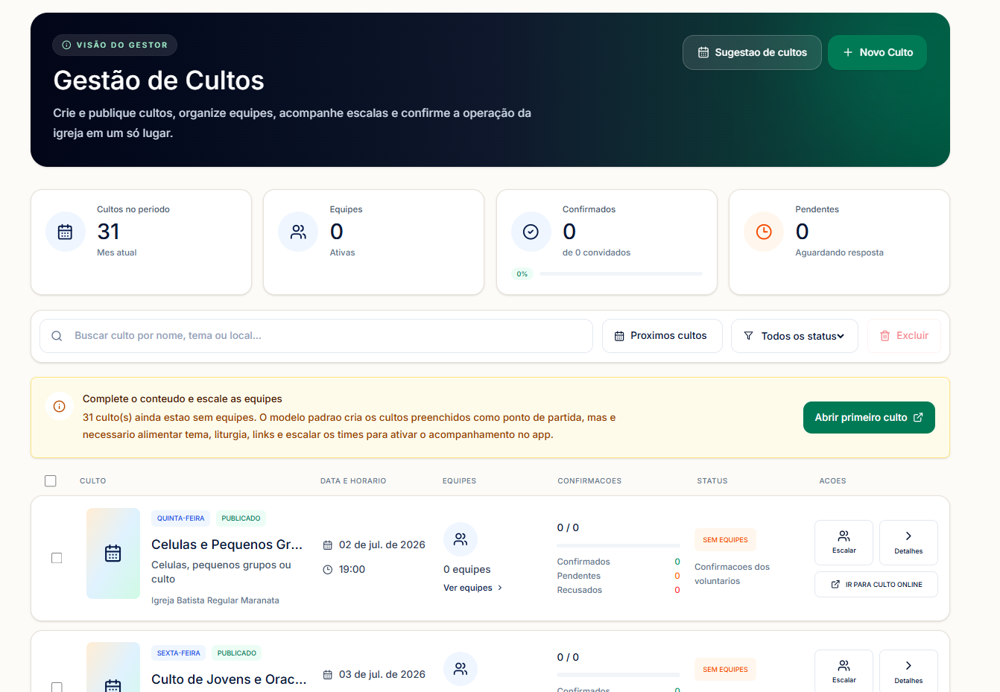 VISÃO DO GESTOR
Gestão de Cultos
Crie e publique cultos, organize equipes, acompanhe escalas e confirme a operação da
igreja em um só lugar.
Sugestao de cultos
Novo Culto
Cultos no periodo
31
Mes atual
Equipes
0
Ativas
Confirmados
0
de 0 convidados
0%
Pendentes
0
Aguardando resposta
Buscar culto por nome, tema ou local...
Proximos cultos
Todos os status
Excluir
Complete o conteudo e escale as equipes
31 culto(s) ainda estao sem equipes. O modelo padrao cria os cultos preenchidos como ponto de partida, mas e
necessario alimentar tema, liturgia, links e escalar os times para ativar o acompanhamento no app.
Abrir primeiro culto
CULTO
DATA E HORARIO
EQUIPES
CONFIRMACOES
STATUS
ACOES
QUINTA-FEIRA
PUBLICADO
Celulas e Pequenos Gr...
Celulas, pequenos grupos ou
culto
Igreja Batista Regular Maranata
02 de jul. de 2026
19:00
0 equipes
Ver equipes
0 / 0
Confirmados 0
Pendentes 0
Recusados 0
SEM EQUIPES
Confirmacoes dos
voluntarios
Escalar
Detalhes
IR PARA CULTO ONLINE
SEXTA-FEIRA
PUBLICADO
Culto de Jovens e Orac...
03 de jul. de 2026
0 / 0
Confirmados 0
SEM EQUIPES
Escalar
Detalhes